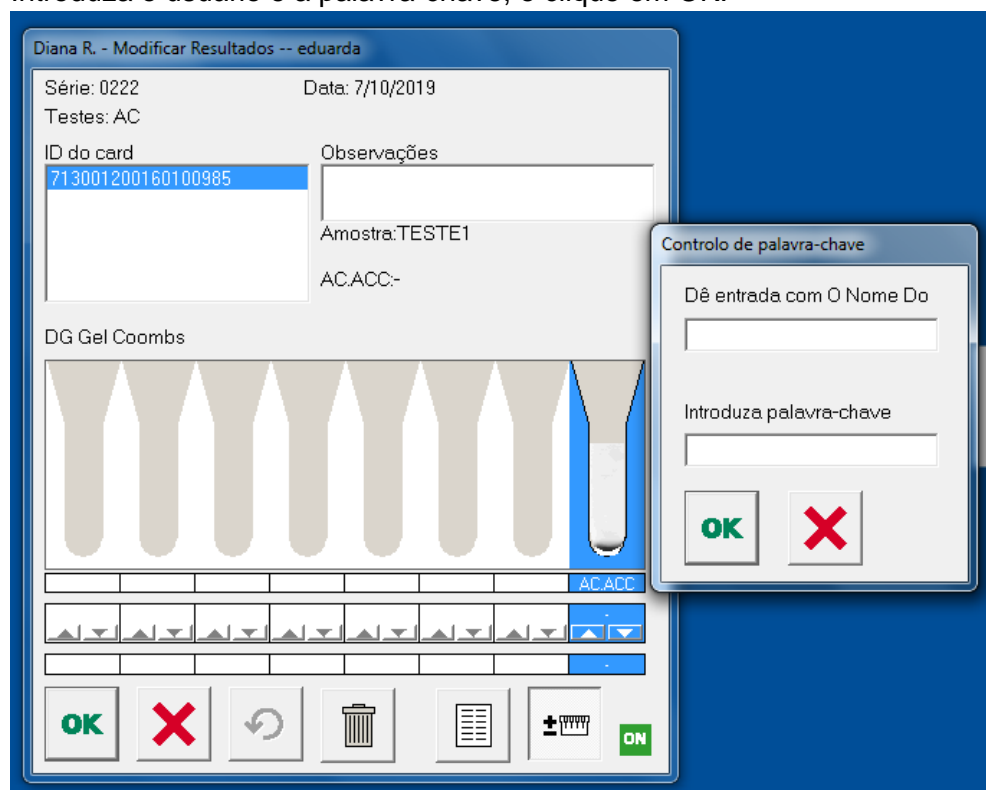 Diana R. - Modificar Resultados -- eduarda
Série: 0222 Data: 7/10/2019
Testes: AC
ID do card Observações
713001200160100985
Amostra:TESTE1
AC.ACC:-
DG Gel Coombs
AC.ACC
-
-
OK ± ON
Controlo de palavra-chave
Dê entrada com O Nome Do
Introduza palavra-chave
OK